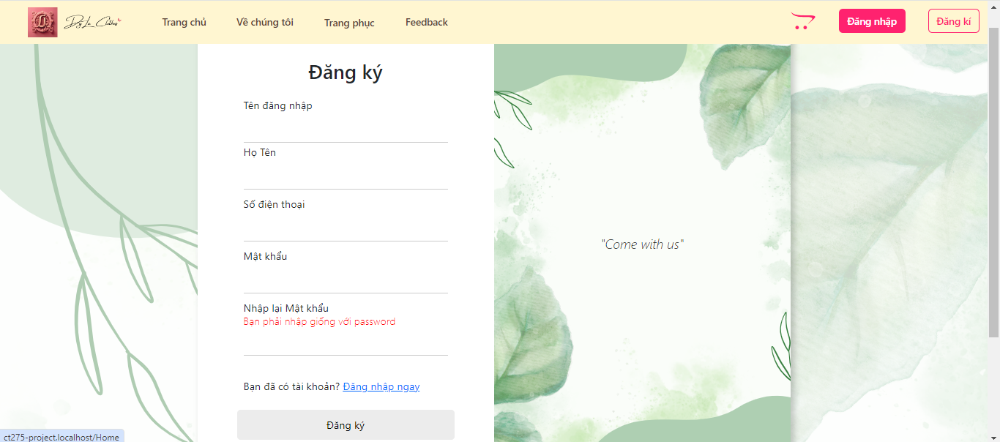 Trang chủ Về chúng tôi Trang phục Feedback Đăng nhập Đăng kí
Đăng ký
Tên đăng nhập
Họ Tên
Số điện thoại
Mật khẩu
Nhập lại Mật khẩu
Bạn phải nhập giống với password
Bạn đã có tài khoản? Đăng nhập ngay
Đăng ký
"Come with us"
ct275-project.localhost/Home